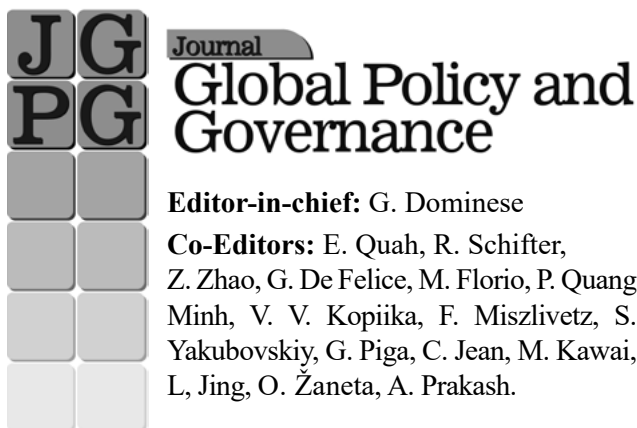 JG
PG
Journal
Global Policy and
Governance
Editor-in-chief: G. Dominese
Co-Editors: E. Quah, R. Schifter,
Z. Zhao, G. De Felice, M. Florio, P. Quang
Minh, V. V. Kopiika, F. Miszlivetz, S.
Yakubovskiy, G. Piga, C. Jean, M. Kawai,
L, Jing, O. Žaneta, A. Prakash.